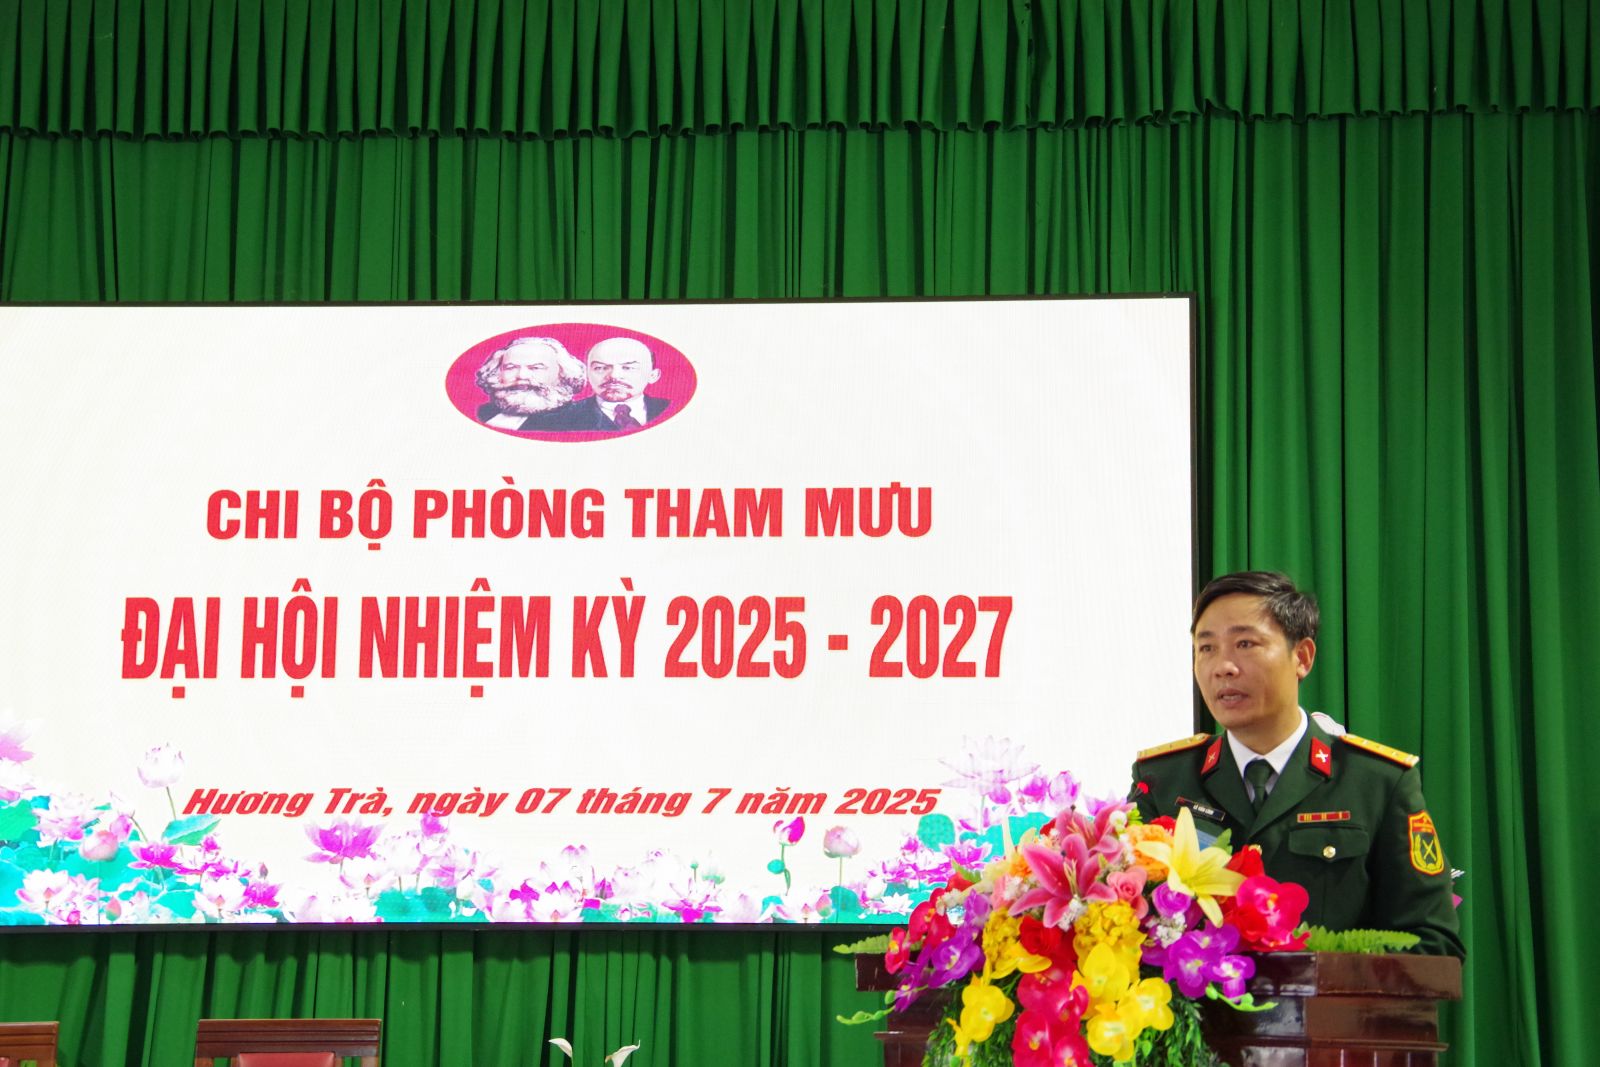 CHI BỘ PHÒNG THAM MƯU
ĐẠI HỘI NHIỆM KỲ 2025 - 2027
Hương Trà, ngày 07 tháng 7 năm 2025